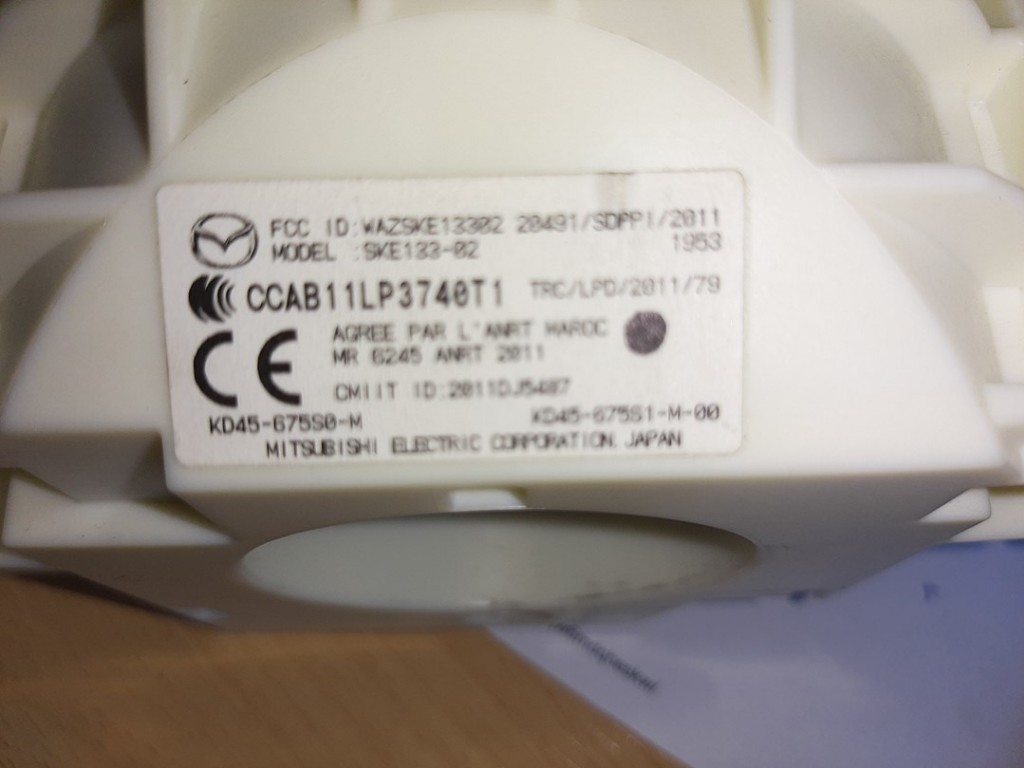 FCC ID:WAZSKE13302 20491/SDPPI/2011
MODEL :SKE133-02 1953
CCAB11LP3740T1 TRC/LPD/2011/79
AGREE PAR L'ANRT MAROC
MR 6245 ANRT 2011
CE
CMIIT ID:2011DJ5487
KD45-675S0-M KD45-675S1-M-00
MITSUBISHI ELECTRIC CORPORATION. JAPAN